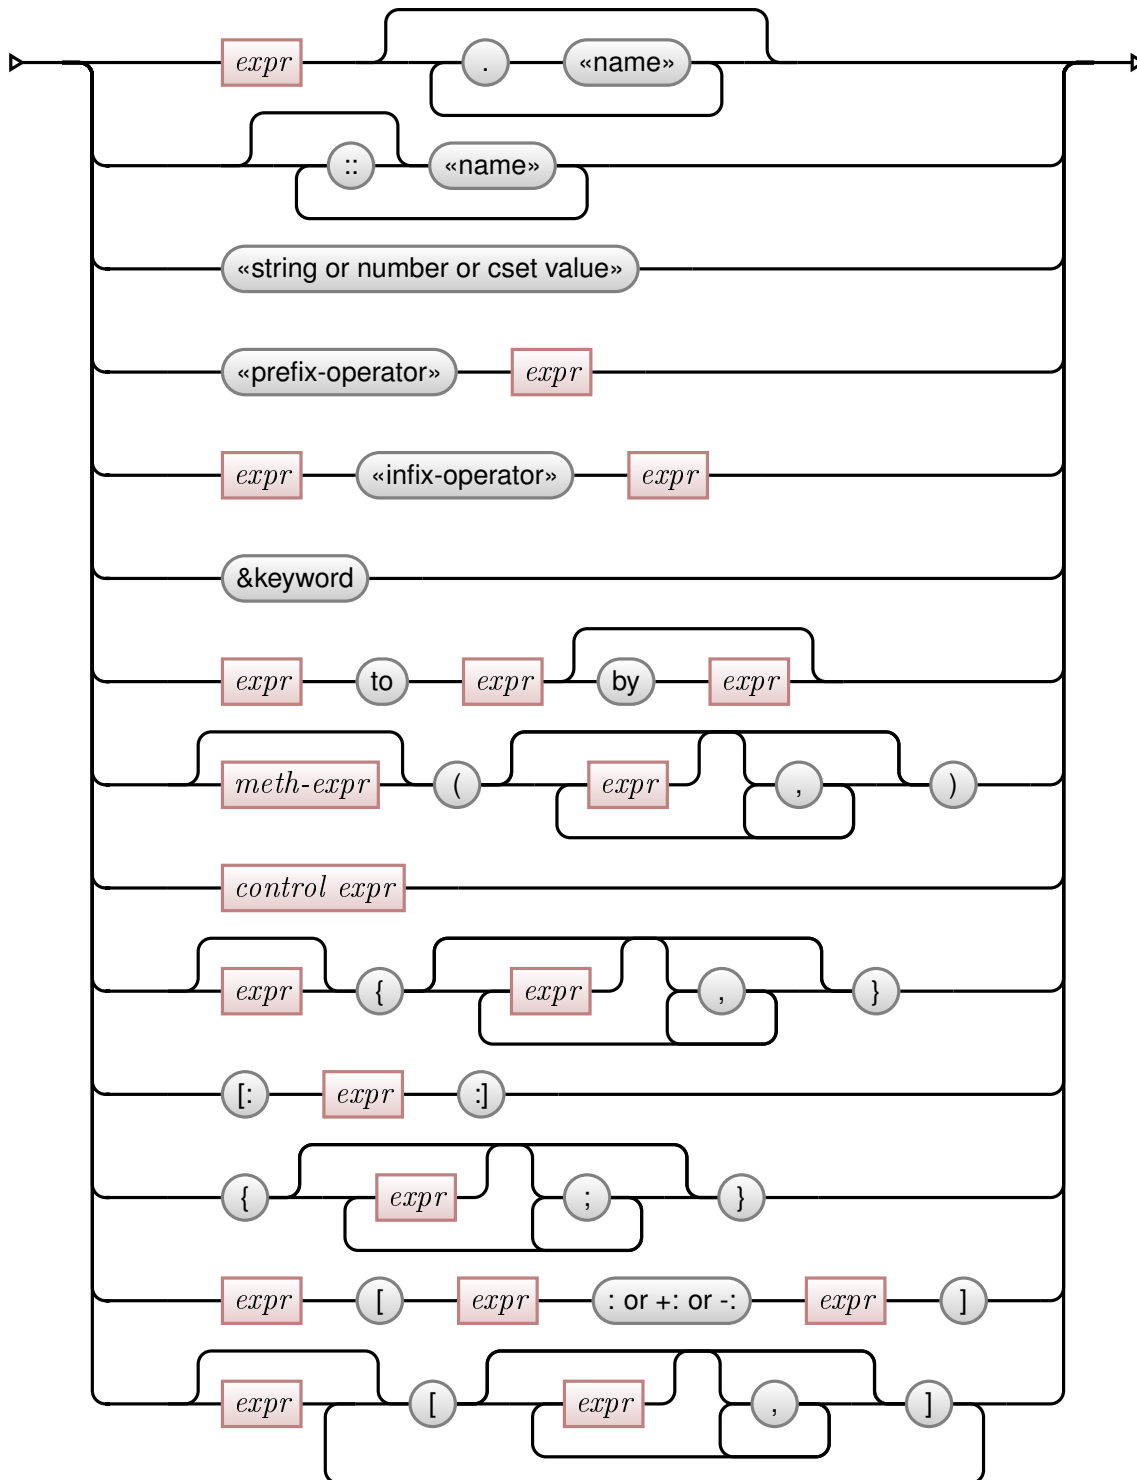 expr . «name»
:: «name»
«string or number or cset value»
«prefix-operator» expr
expr «infix-operator» expr
&keyword
expr to expr by expr
meth-expr ( expr , )
control expr
expr { expr , }
[: expr :]
{ expr ; }
expr [ expr : or +: or -: expr ]
expr [ expr , ]